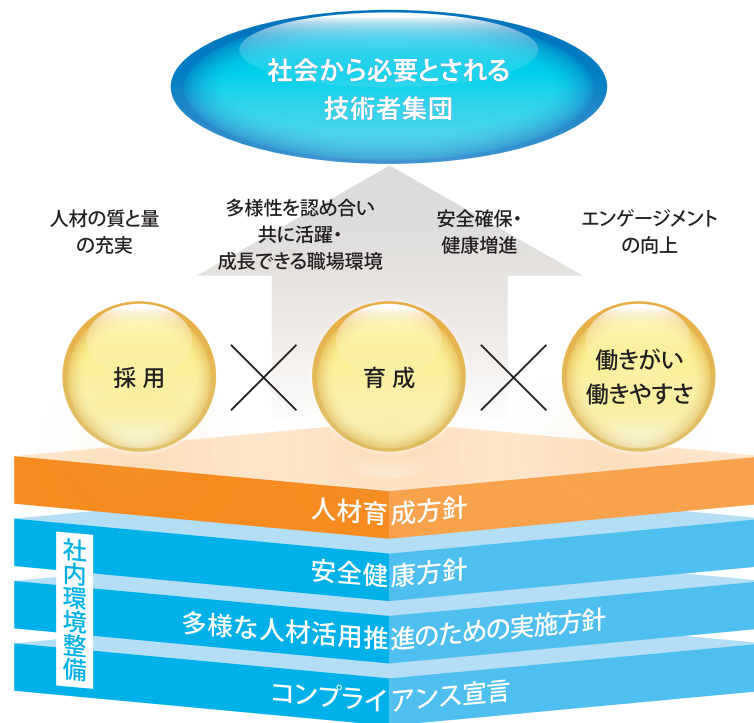 社会から必要とされる
技術者集団
人材の質と量
の充実
多様性を認め合い
共に活躍・
成長できる職場環境
安全確保・
健康増進
エンゲージメント
の向上
採用
育成
働きがい
働きやすさ
人材育成方針
社内環境整備
安全健康方針
多様な人材活用推進のための実施方針
コンプライアンス宣言